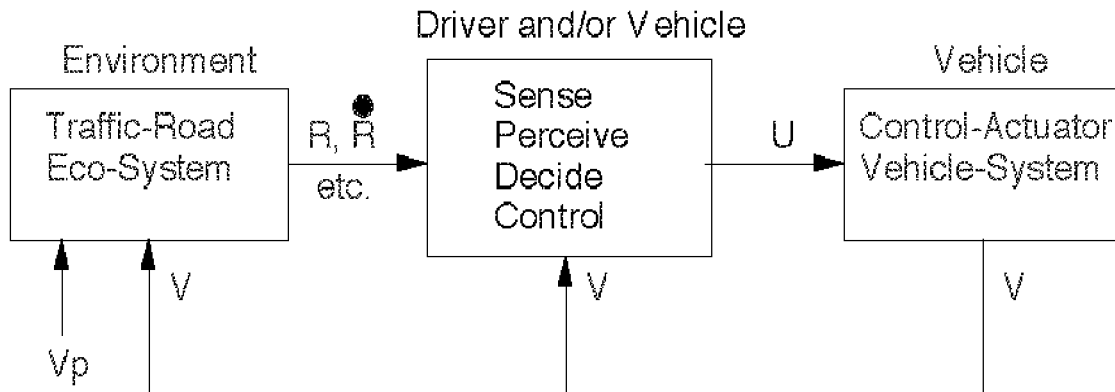 Driver and/or Vehicle
Environment
Vehicle
Traffic-Road
Eco-System
R, Ṙ
etc.
Sense
Perceive
Decide
Control
U
Control-Actuator
Vehicle-System
V
V
V
Vp